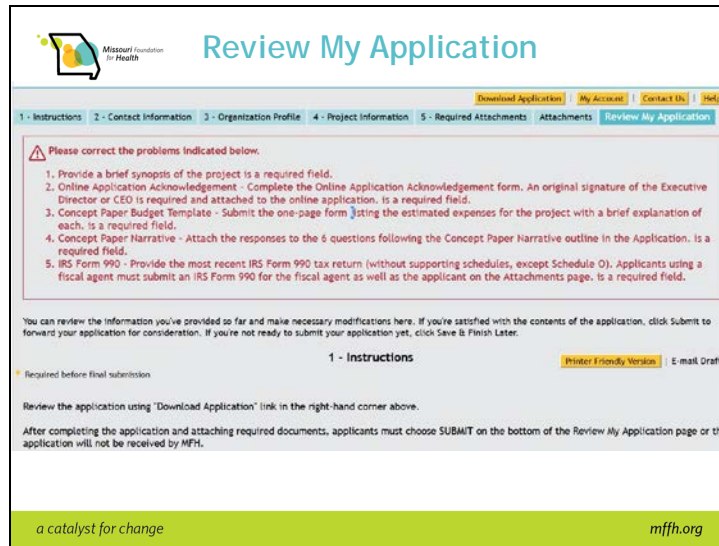 Missouri Foundation
for Health
Review My Application
Download Application | My Account | Contact Us | Help
1 - Instructions 2 - Contact Information 3 - Organization Profile 4 - Project Information 5 - Required Attachments Attachments Review My Application
Please correct the problems indicated below.
1. Provide a brief synopsis of the project is a required field.
2. Online Application Acknowledgement - Complete the Online Application Acknowledgement form. An original signature of the Executive
Director or CEO is required and attached to the online application. is a required field.
3. Concept Paper Budget Template - Submit the one-page form listing the estimated expenses for the project with a brief explanation of
each. is a required field.
4. Concept Paper Narrative - Attach the responses to the 6 questions following the Concept Paper Narrative outline in the Application. is a
required field.
5. IRS Form 990 - Provide the most recent IRS Form 990 tax return (without supporting schedules, except Schedule O). Applicants using a
fiscal agent must submit an IRS Form 990 for the fiscal agent as well as the applicant on the Attachments page. is a required field.
You can review the information you've provided so far and make necessary modifications here. If you're satisfied with the contents of the application, click Submit to
forward your application for consideration. If you're not ready to submit your application yet, click Save & Finish Later.
1 - Instructions
Printer Friendly Version | E-mail Draft
* Required before final submission
Review the application using "Download Application" link in the right-hand corner above.
After completing the application and attaching required documents, applicants must choose SUBMIT on the bottom of the Review My Application page or th
application will not be received by MFH.
a catalyst for change
mffh.org